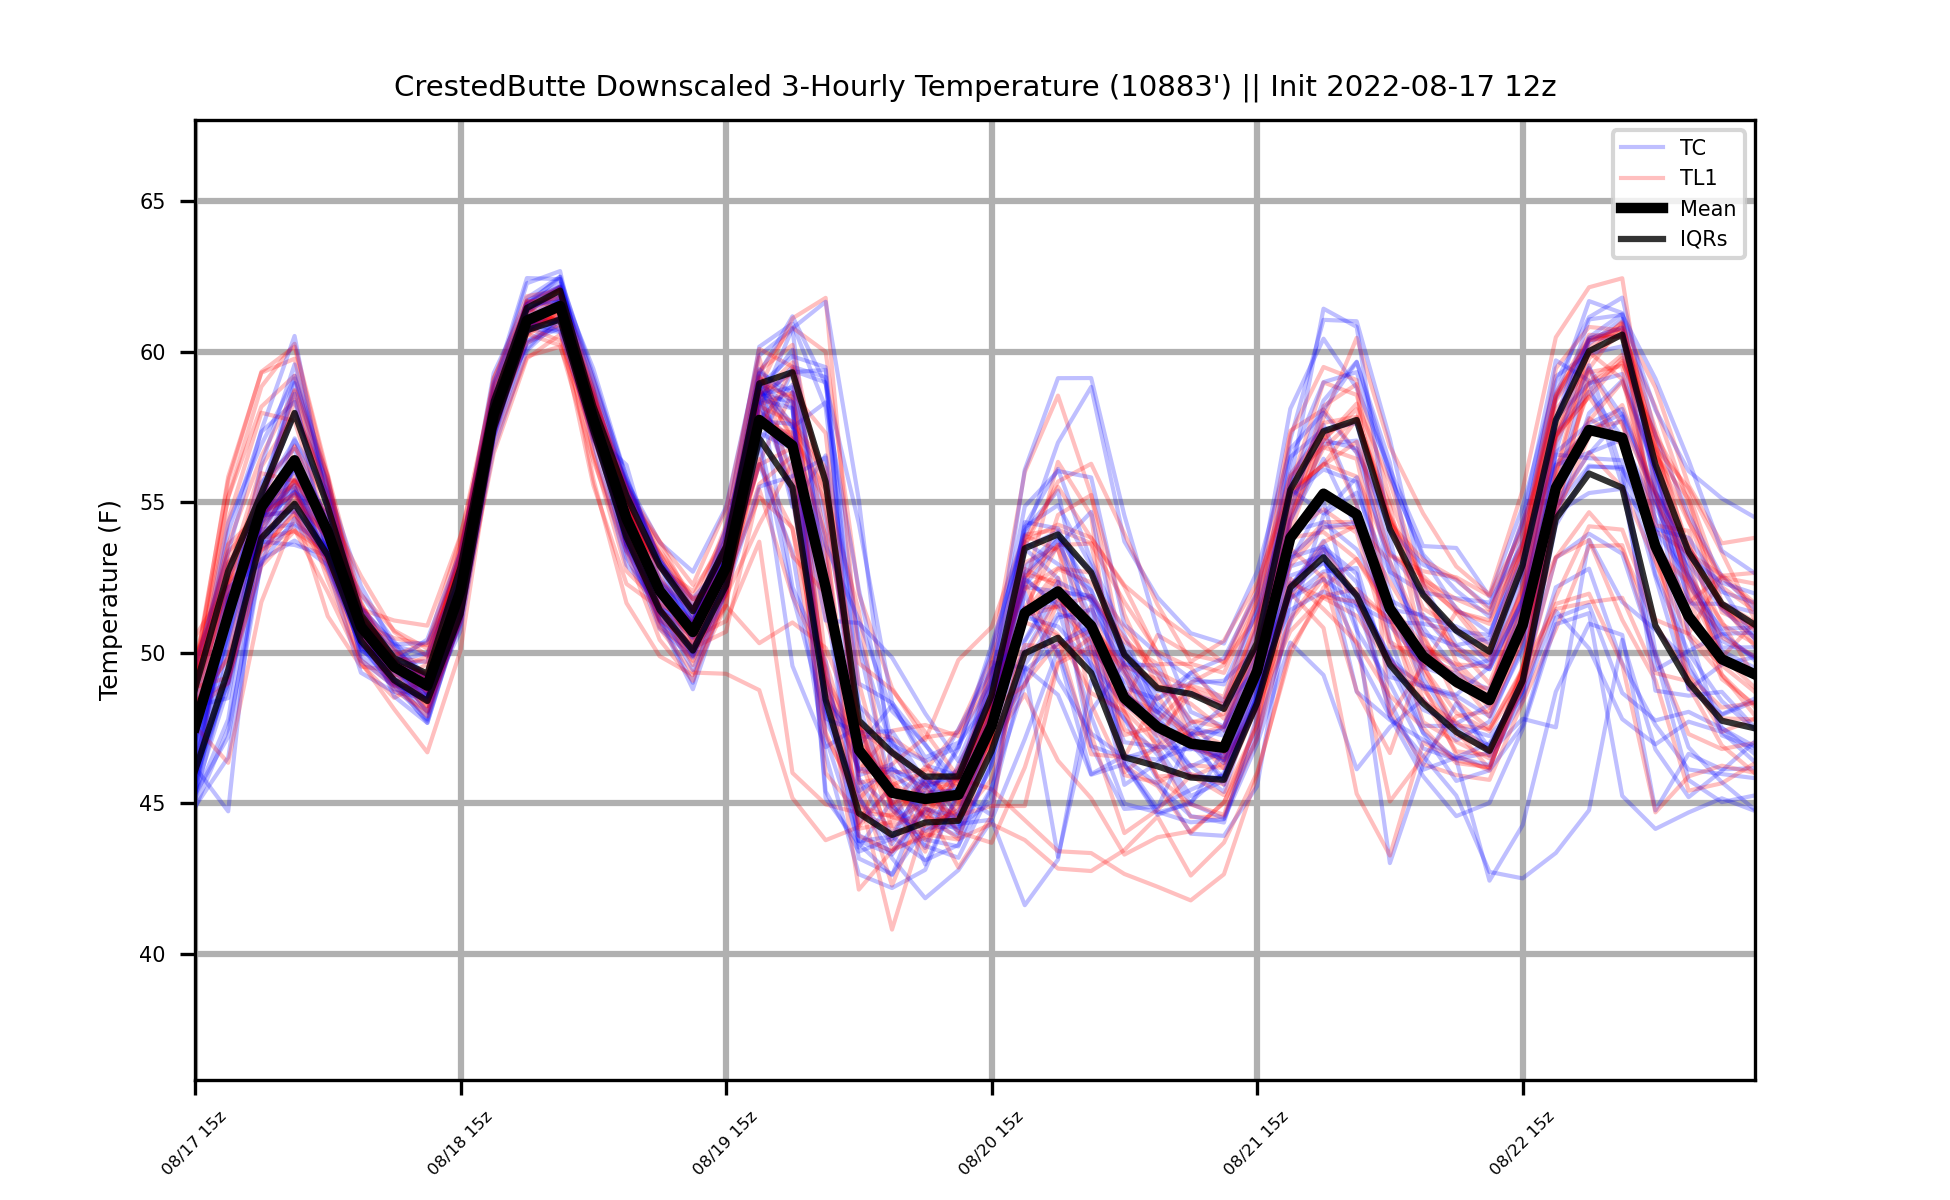 CrestedButte Downscaled 3-Hourly Temperature (10883') || Init 2022-08-17 12z
TC
TL1
Mean
IQRs
Temperature (F)
65
60
55
50
45
40
08/17 15z
08/18 15z
08/19 15z
08/20 15z
08/21 15z
08/22 15z